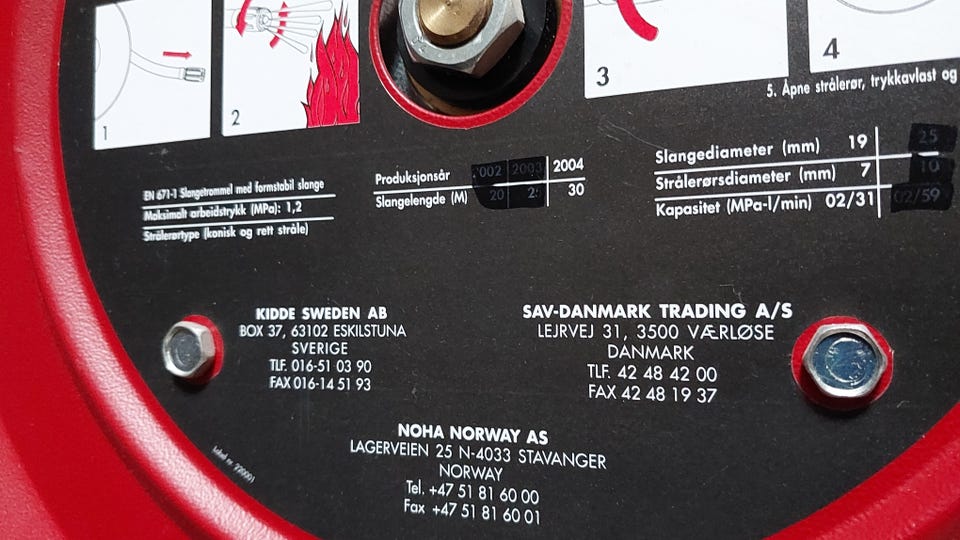 1
2
3
4
5. Åpne strålerør, trykkavlast og
EN 671-1 Slangetrommel med formstabil slange
Maksimalt arbeidstrykk (MPa): 1,2
Strålerørtype (konisk og rett stråle)
Produksjonsår 2002 2003 2004
Slangelengde (M) 20 30
Slangediameter (mm) 19 25
Strålerørsdiameter (mm) 7 10
Kapasitet (MPa-l/min) 02/31 02/59
KIDDE SWEDEN AB
BOX 37, 63102 ESKILSTUNA
SVERIGE
TLF. 016-51 03 90
FAX 016-14 51 93
SAV-DANMARK TRADING A/S
LEJRVEJ 31, 3500 VÆRLØSE
DANMARK
TLF. 42 48 42 00
FAX 42 48 19 37
NOHA NORWAY AS
LAGERVEIEN 25 N-4033 STAVANGER
NORWAY
Tel. +47 51 81 60 00
Fax +47 51 81 60 01